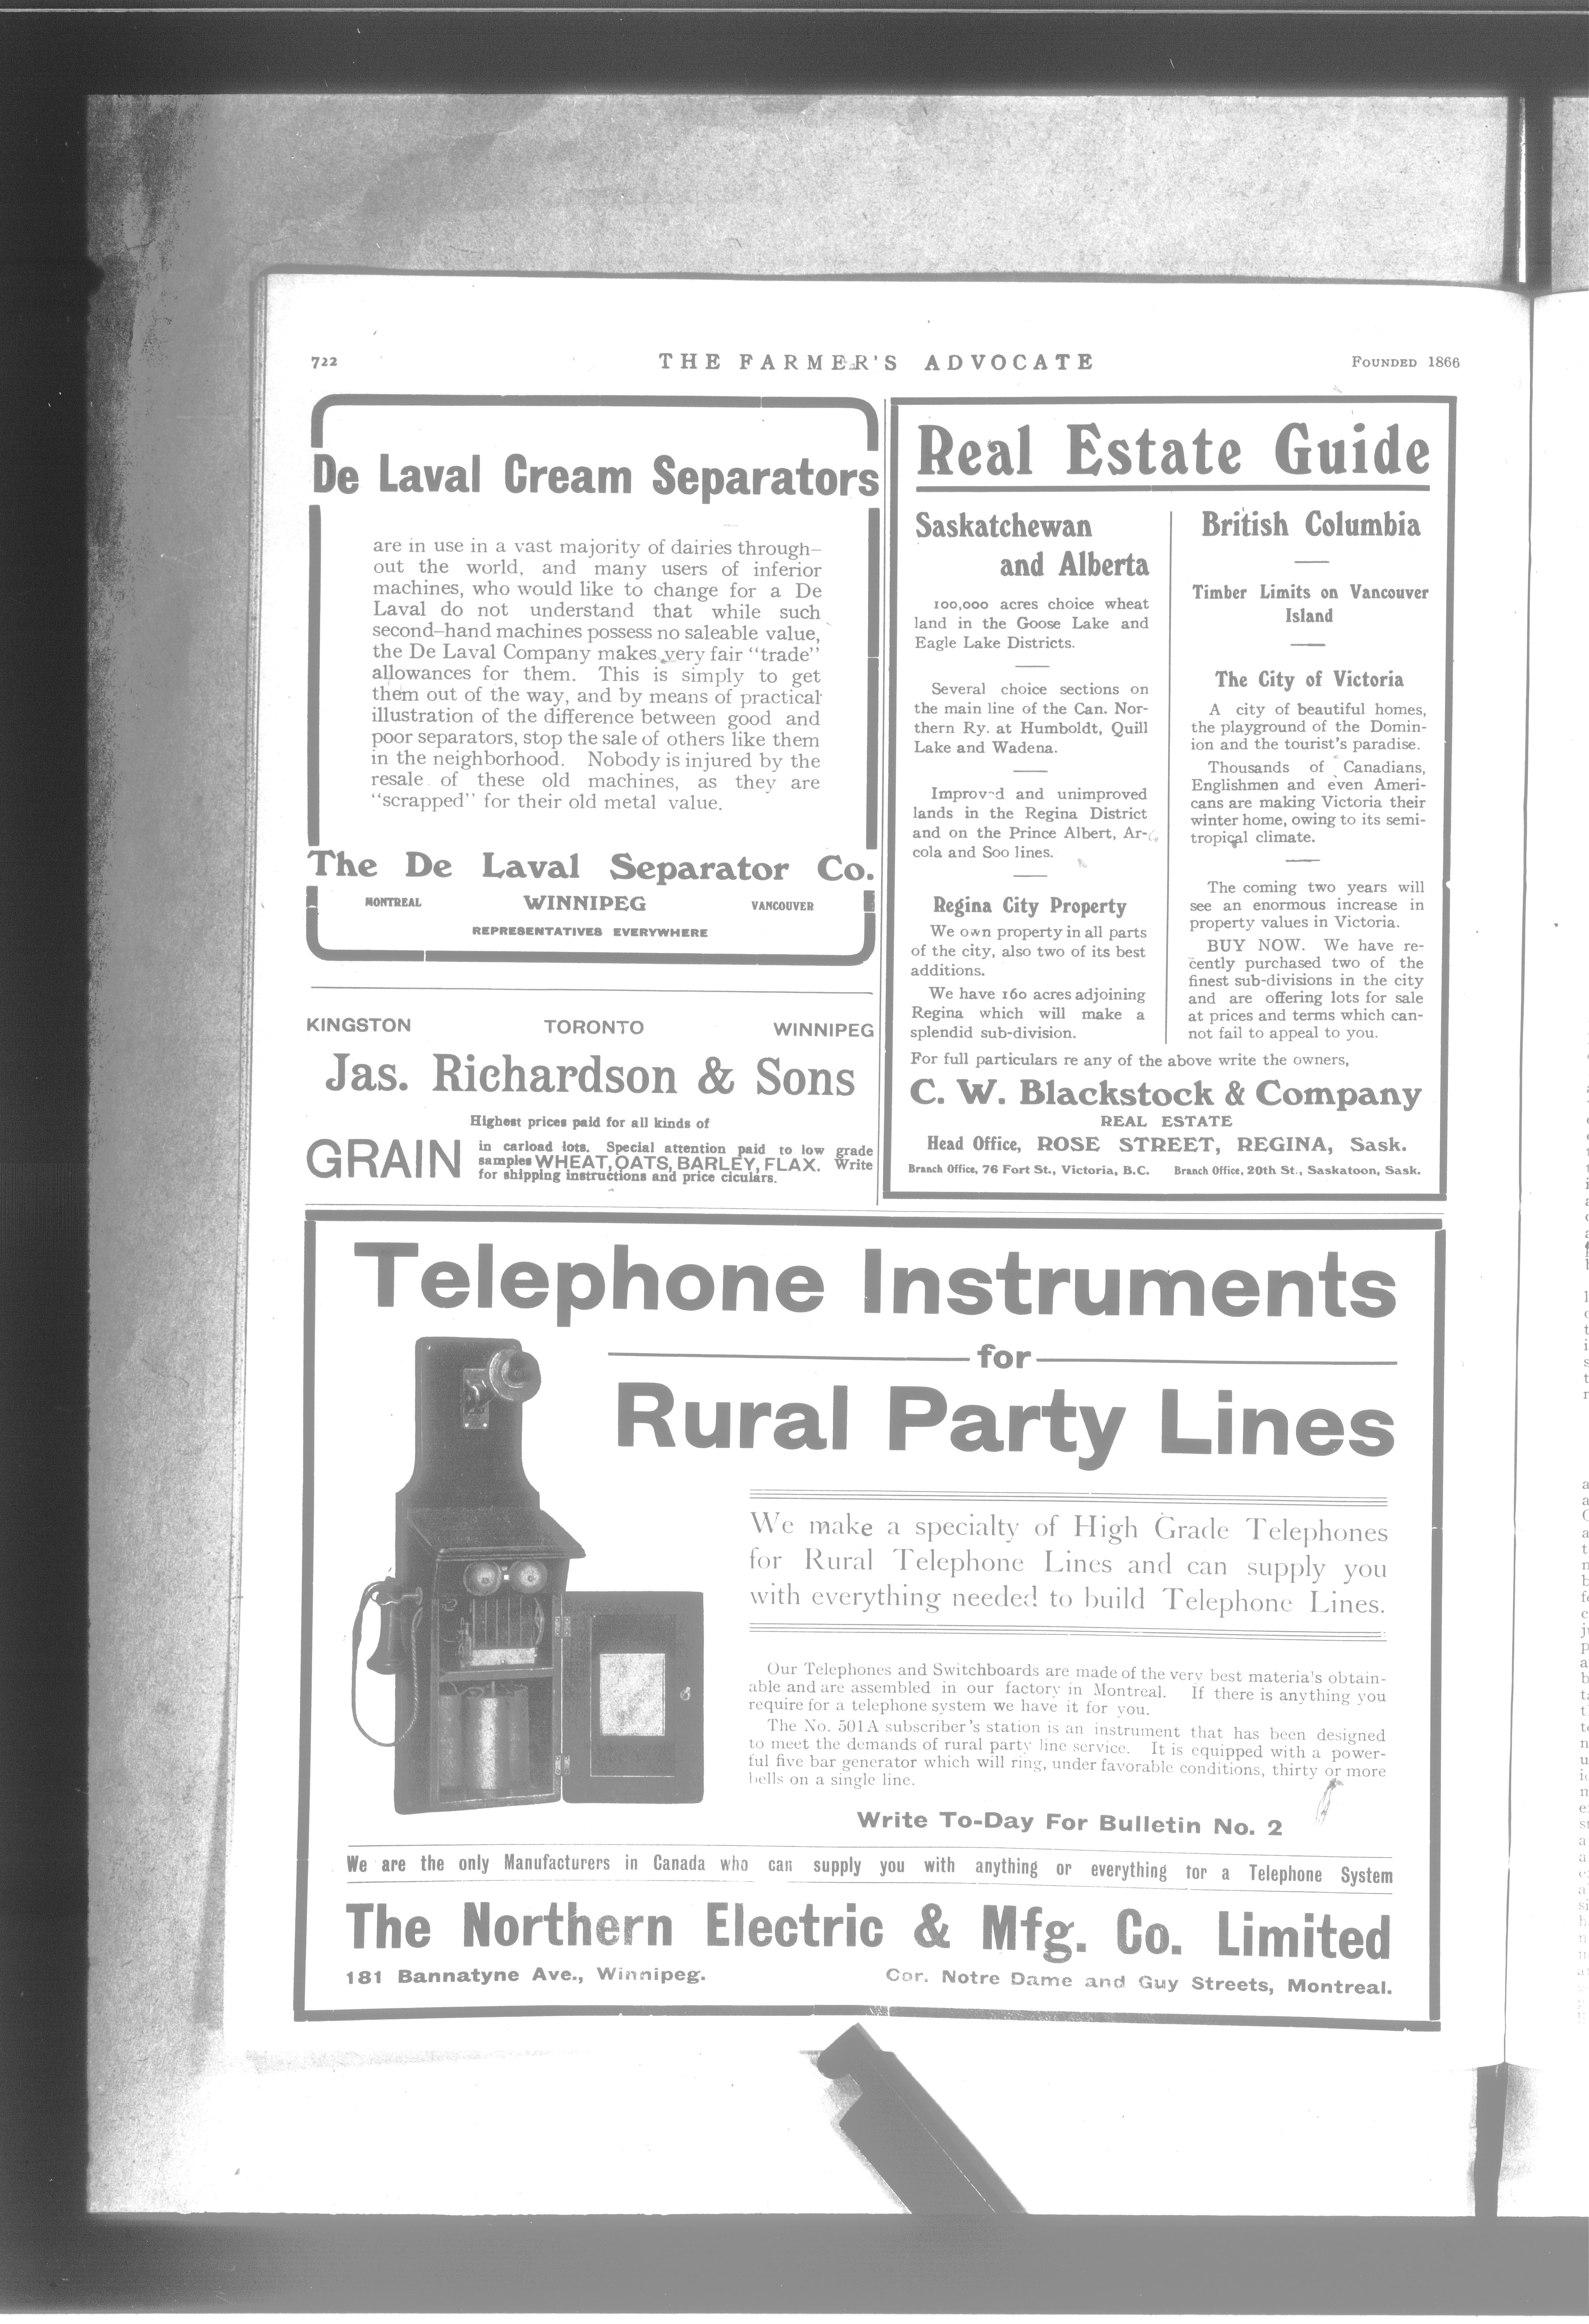 722
THE FARMER'S ADVOCATE
FOUNDED 1866
De Laval Cream Separators
are in use in a vast majority of dairies through-
out the world, and many users of inferior
machines, who would like to change for a De
Laval do not understand that while such
second-hand machines possess no saleable value,
the De Laval Company makes very fair "trade"
allowances for them. This is simply to get
them out of the way, and by means of practical
illustration of the difference between good and
poor separators, stop the sale of others like them
in the neighborhood. Nobody is injured by the
resale of these old machines, as they are
"scrapped" for their old metal value.
The De Laval Separator Co.
MONTREAL WINNIPEG VANCOUVER
REPRESENTATIVES EVERYWHERE
KINGSTON TORONTO WINNIPEG
Jas. Richardson & Sons
Highest prices paid for all kinds of
GRAIN
in carload lots. Special attention paid to low grade
samples WHEAT, OATS, BARLEY, FLAX. Write
for shipping instructions and price ciculars.
Real Estate Guide
Saskatchewan
and Alberta
100,000 acres choice wheat
land in the Goose Lake and
Eagle Lake Districts.
Several choice sections on
the main line of the Can. Nor-
thern Ry. at Humboldt, Quill
Lake and Wadena.
Improved and unimproved
lands in the Regina District
and on the Prince Albert, Ar-
cola and Soo lines.
Regina City Property
We own property in all parts
of the city, also two of its best
additions.
We have 160 acres adjoining
Regina which will make a
splendid sub-division.
British Columbia
Timber Limits on Vancouver
Island
The City of Victoria
A city of beautiful homes,
the playground of the Domin-
ion and the tourist's paradise.
Thousands of Canadians,
Englishmen and even Ameri-
cans are making Victoria their
winter home, owing to its semi-
tropical climate.
The coming two years will
see an enormous increase in
property values in Victoria.
BUY NOW. We have re-
cently purchased two of the
finest sub-divisions in the city
and are offering lots for sale
at prices and terms which can-
not fail to appeal to you.
For full particulars re any of the above write the owners,
C. W. Blackstock & Company
REAL ESTATE
Head Office, ROSE STREET, REGINA, Sask.
Branch Office, 76 Fort St., Victoria, B.C. Branch Office, 20th St., Saskatoon, Sask.
Telephone Instruments
for
Rural Party Lines
We make a specialty of High Grade Telephones
for Rural Telephone Lines and can supply you
with everything needed to build Telephone Lines.
Our Telephones and Switchboards are made of the very best materials obtain-
able and are assembled in our factory in Montreal. If there is anything you
require for a telephone system we have it for you.
The No. 501A subscriber's station is an instrument that has been designed
to meet the demands of rural party line service. It is equipped with a power-
ful five bar generator which will ring, under favorable conditions, thirty or more
bells on a single line.
Write To-Day For Bulletin No. 2
We are the only Manufacturers in Canada who can supply you with anything or everything for a Telephone System
The Northern Electric & Mfg. Co. Limited
181 Bannatyne Ave., Winnipeg. Cor. Notre Dame and Guy Streets, Montreal.